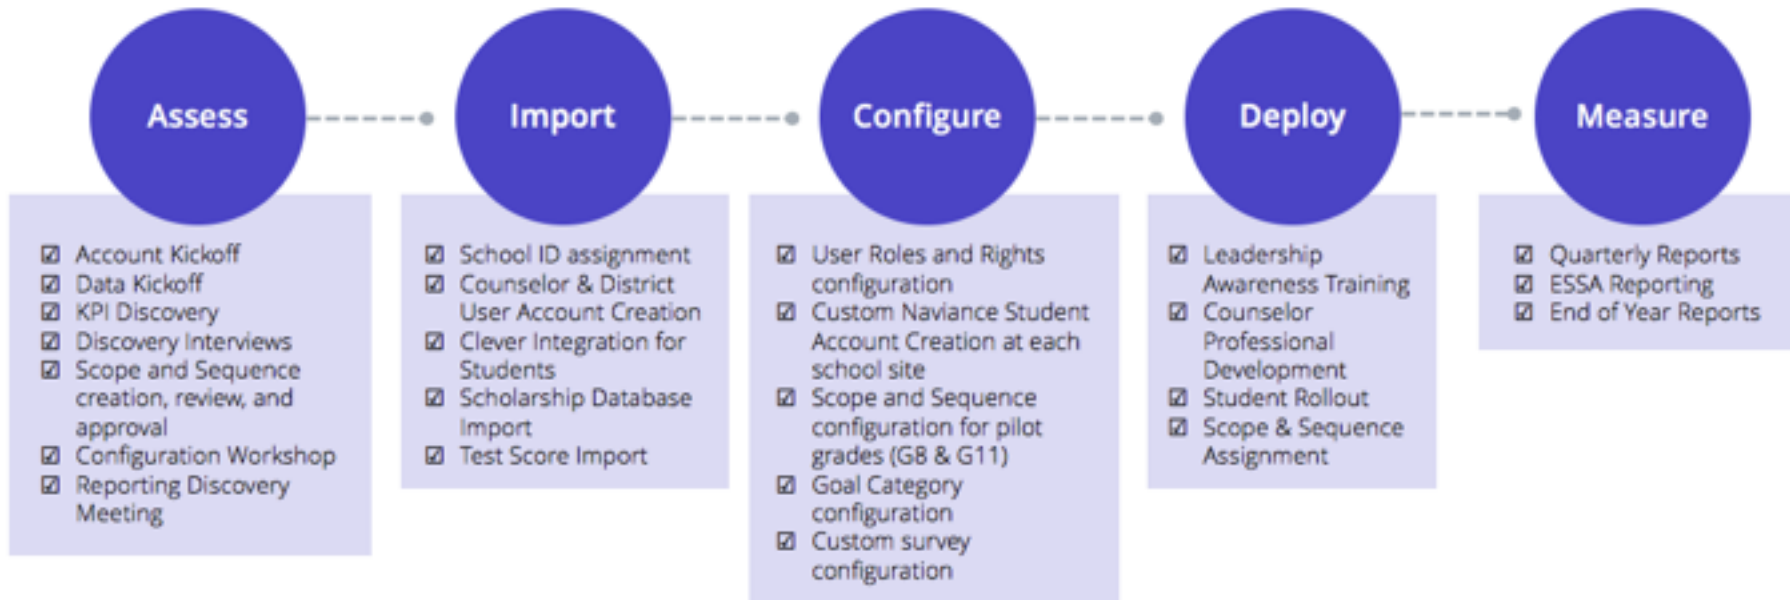 Assess
Import
Configure
Deploy
Measure
☑ Account Kickoff
☑ Data Kickoff
☑ KPI Discovery
☑ Discovery Interviews
☑ Scope and Sequence
creation, review, and
approval
☑ Configuration Workshop
☑ Reporting Discovery
Meeting
☑ School ID assignment
☑ Counselor & District
User Account Creation
☑ Clever Integration for
Students
☑ Scholarship Database
Import
☑ Test Score Import
☑ User Roles and Rights
configuration
☑ Custom Naviance Student
Account Creation at each
school site
☑ Scope and Sequence
configuration for pilot
grades (G8 & G11)
☑ Goal Category
configuration
☑ Custom survey
configuration
☑ Leadership
Awareness Training
☑ Counselor
Professional
Development
☑ Student Rollout
☑ Scope & Sequence
Assignment
☑ Quarterly Reports
☑ ESSA Reporting
☑ End of Year Reports